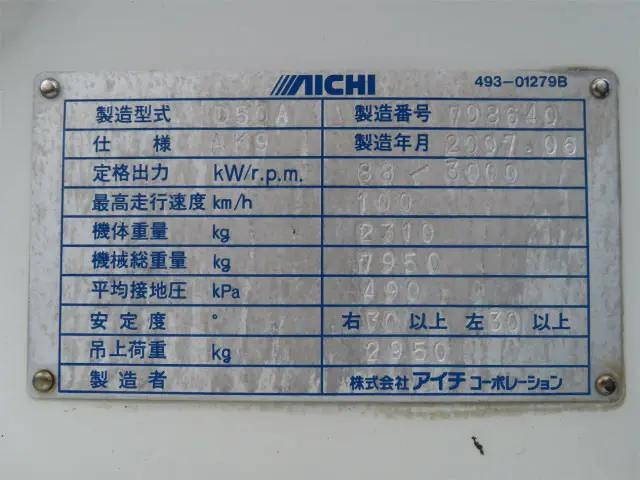 AICHI 493-01279B
製造型式 D50A 製造番号 798640
仕様 AK9 製造年月 2007.06
定格出力 kW/r.p.m. 88/3000
最高走行速度 km/h 100
機体重量 kg 2310
機械総重量 kg 7950
平均接地圧 kPa 490
安定度 ° 右30以上 左30以上
吊上荷重 kg 2950
製造者 株式会社アイチコーポレーション